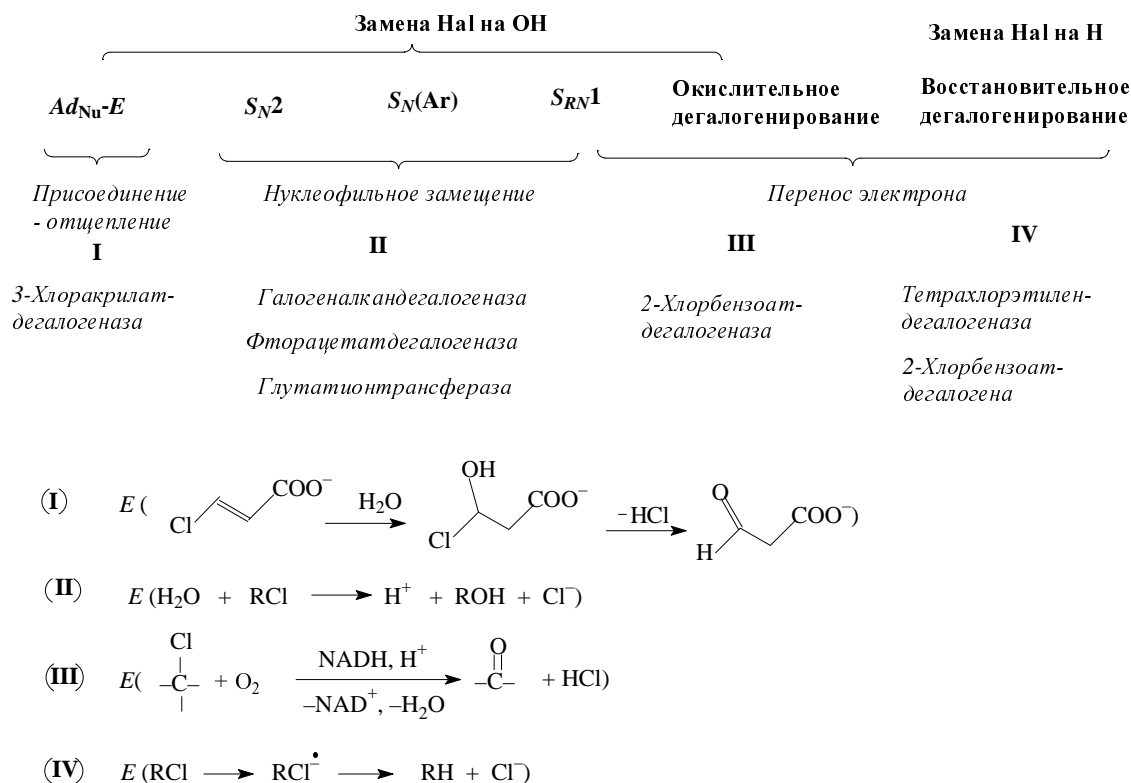 Замена Hal на OH
Замена Hal на H
Ad_Nu-E
S_N2
S_N(Ar)
S_RN1
Окислительное
дегалогенирование
Восстановительное
дегалогенирование
Присоединение
- отщепление
I
Нуклеофильное замещение
II
Перенос электрона
III
IV
3-Хлоракрилат-
дегалогеназа
Галогеналкандегалогеназа
Фторацетатдегалогеназа
Глутатионтрансфераза
2-Хлорбензоат-
дегалогеназа
Тетрахлорэтилен-
дегалогеназа
2-Хлорбензоат-
дегалогена
(I) E ( Cl COO⁻ H₂O OH Cl COO⁻ –HCl O H COO⁻)
(II) E (H₂O + RCl ⟶ H⁺ + ROH + Cl⁻)
(III) E( Cl –C– + O₂ NADH, H⁺ –NAD⁺, –H₂O O –C– + HCl)
(IV) E (RCl ⟶ RCl⁻• ⟶ RH + Cl⁻)